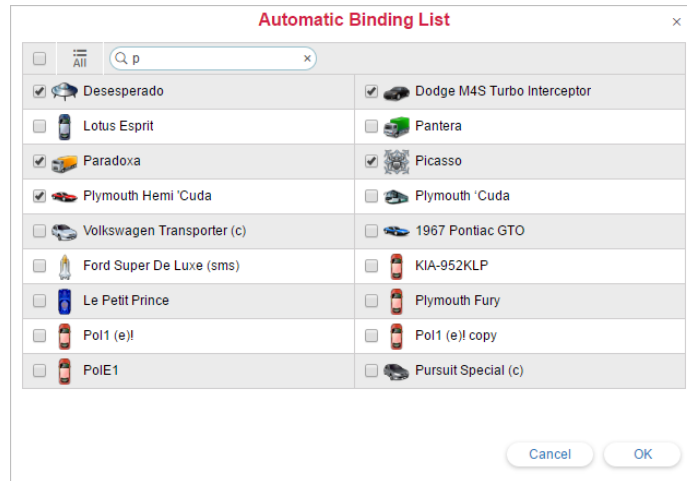 Automatic Binding List ×
All p ×
Desesperado Dodge M4S Turbo Interceptor
Lotus Esprit Pantera
Paradoxa Picasso
Plymouth Hemi 'Cuda Plymouth ‘Cuda
Volkswagen Transporter (c) 1967 Pontiac GTO
Ford Super De Luxe (sms) KIA-952KLP
Le Petit Prince Plymouth Fury
Pol1 (e)! Pol1 (e)! copy
PolE1 Pursuit Special (c)
Cancel OK